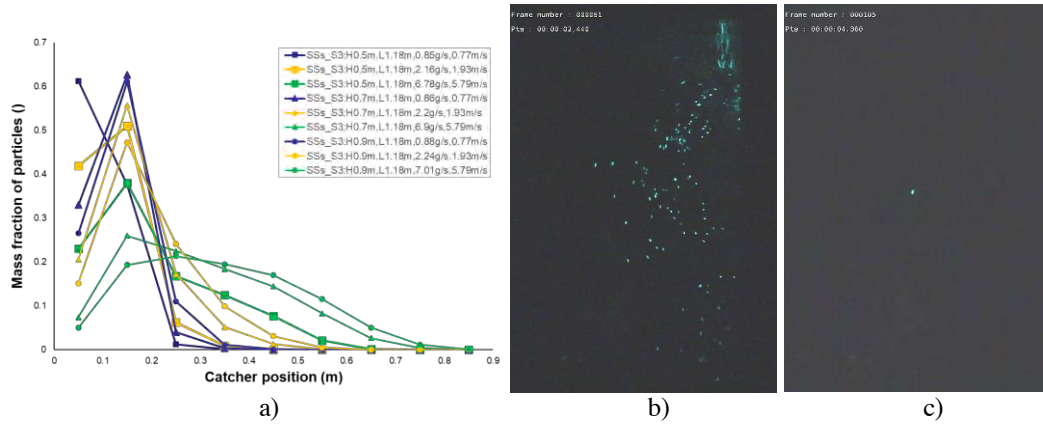 0.7
0.6
0.5
0.4
0.3
0.2
0.1
0
Mass fraction of particles ()
SSs_S3:H0.5m,L1.18m,0.85g/s,0.77m/s
SSs_S3:H0.5m,L1.18m,2.16g/s,1.93m/s
SSs_S3:H0.5m,L1.18m,6.78g/s,5.79m/s
SSs_S3:H0.7m,L1.18m,0.86g/s,0.77m/s
SSs_S3:H0.7m,L1.18m,2.2g/s,1.93m/s
SSs_S3:H0.7m,L1.18m,6.9g/s,5.79m/s
SSs_S3:H0.9m,L1.18m,0.88g/s,0.77m/s
SSs_S3:H0.9m,L1.18m,2.24g/s,1.93m/s
SSs_S3:H0.9m,L1.18m,7.01g/s,5.79m/s
0 0.1 0.2 0.3 0.4 0.5 0.6 0.7 0.8 0.9
Catcher position (m)
a)
Frame number :
Pts : 00:00:02.440
b)
Frame number : 000105
Pts : 00:00:04.360
c)